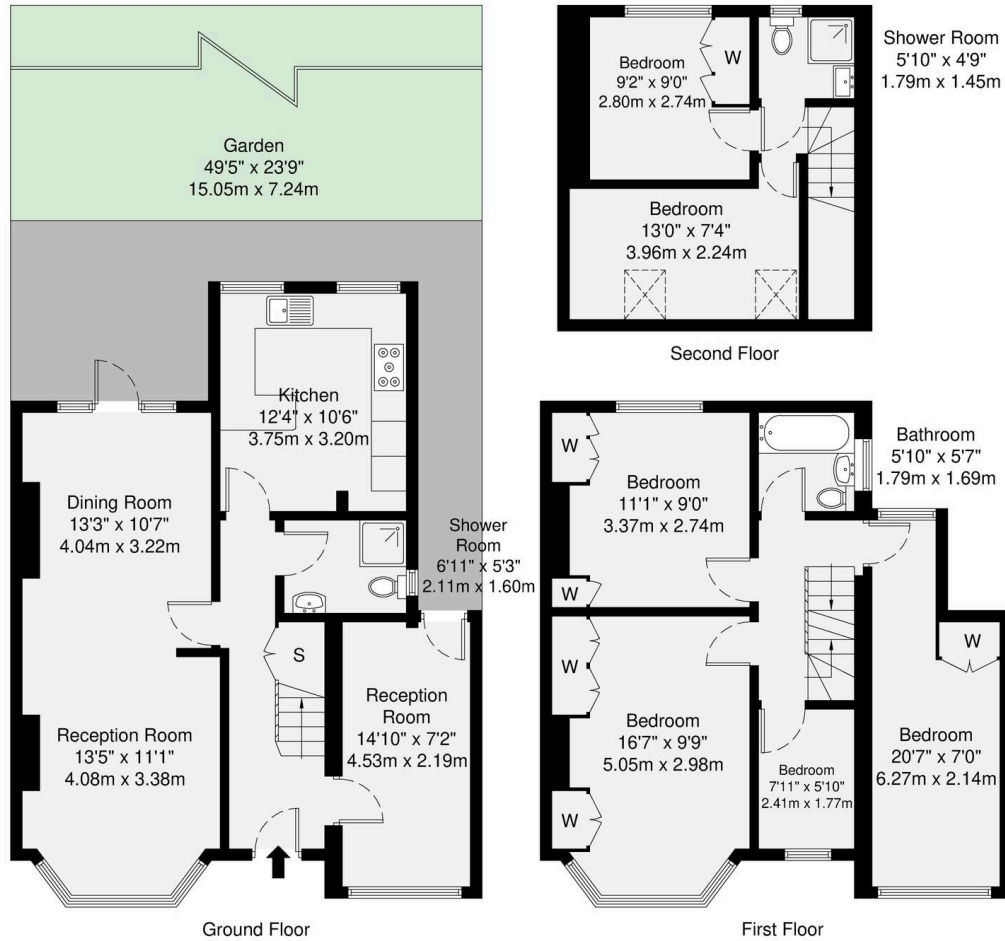 Garden
49'5" x 23'9"
15.05m x 7.24m
Kitchen
12'4" x 10'6"
3.75m x 3.20m
Dining Room
13'3" x 10'7"
4.04m x 3.22m
Shower
Room
6'11" x 5'3"
2.11m x 1.60m
S
Reception Room
13'5" x 11'1"
4.08m x 3.38m
Reception
Room
14'10" x 7'2"
4.53m x 2.19m
Ground Floor
Bedroom
9'2" x 9'0"
2.80m x 2.74m
W
Shower Room
5'10" x 4'9"
1.79m x 1.45m
Bedroom
13'0" x 7'4"
3.96m x 2.24m
Second Floor
W
Bedroom
11'1" x 9'0"
3.37m x 2.74m
W
Bathroom
5'10" x 5'7"
1.79m x 1.69m
W
W
Bedroom
16'7" x 9'9"
5.05m x 2.98m
W
Bedroom
7'11" x 5'10"
2.41m x 1.77m
Bedroom
20'7" x 7'0"
6.27m x 2.14m
First Floor